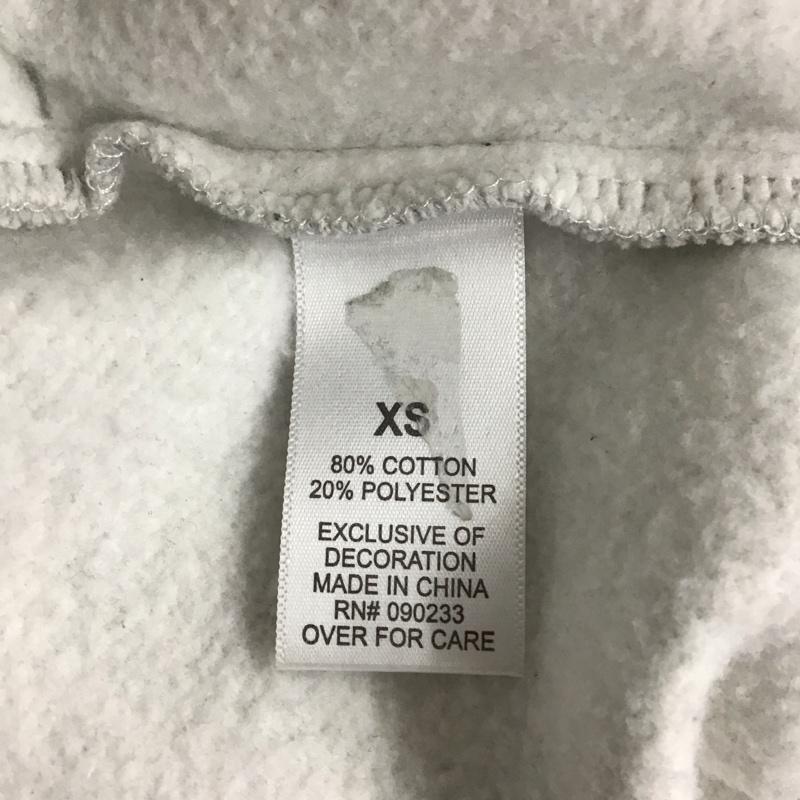 XS
80% COTTON
20% POLYESTER
EXCLUSIVE OF
DECORATION
MADE IN CHINA
RN# 090233
OVER FOR CARE